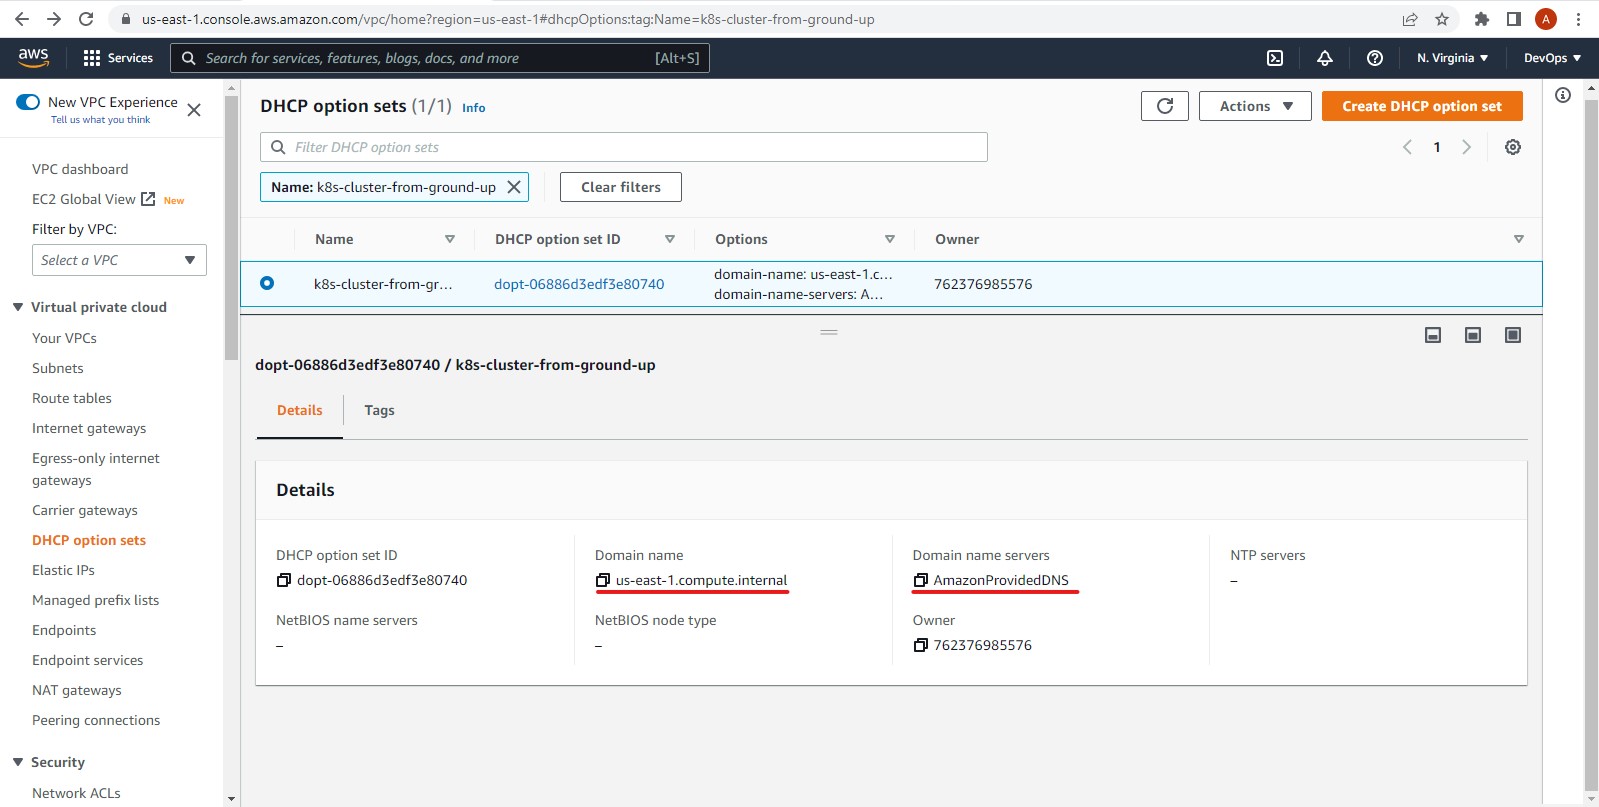 us-east-1.console.aws.amazon.com/vpc/home?region=us-east-1#dhcpOptions:tag:Name=k8s-cluster-from-ground-up
A
aws
Services
Search for services, features, blogs, docs, and more
[Alt+S]
N. Virginia
DevOps
New VPC Experience
Tell us what you think
VPC dashboard
EC2 Global View New
Filter by VPC:
Select a VPC
Virtual private cloud
Your VPCs
Subnets
Route tables
Internet gateways
Egress-only internet
gateways
Carrier gateways
DHCP option sets
Elastic IPs
Managed prefix lists
Endpoints
Endpoint services
NAT gateways
Peering connections
Security
Network ACLs
DHCP option sets (1/1) Info
Actions
Create DHCP option set
Filter DHCP option sets
1
Name: k8s-cluster-from-ground-up
Clear filters
Name
DHCP option set ID
Options
Owner
k8s-cluster-from-gr...
dopt-06886d3edf3e80740
domain-name: us-east-1.c...
domain-name-servers: A...
762376985576
dopt-06886d3edf3e80740 / k8s-cluster-from-ground-up
Details
Tags
Details
DHCP option set ID
dopt-06886d3edf3e80740
Domain name
us-east-1.compute.internal
Domain name servers
AmazonProvidedDNS
NTP servers
–
NetBIOS name servers
–
NetBIOS node type
–
Owner
762376985576